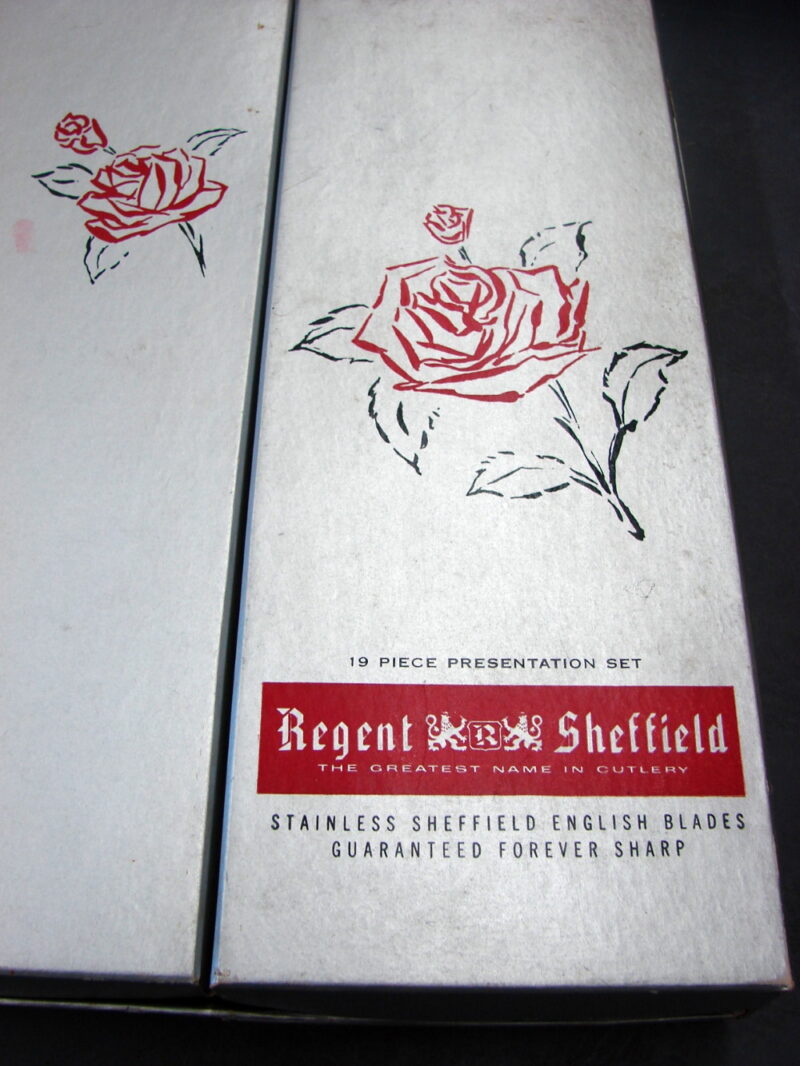 19 PIECE PRESENTATION SET
Regent R Sheffield
THE GREATEST NAME IN CUTLERY
STAINLESS SHEFFIELD ENGLISH BLADES
GUARANTEED FOREVER SHARP